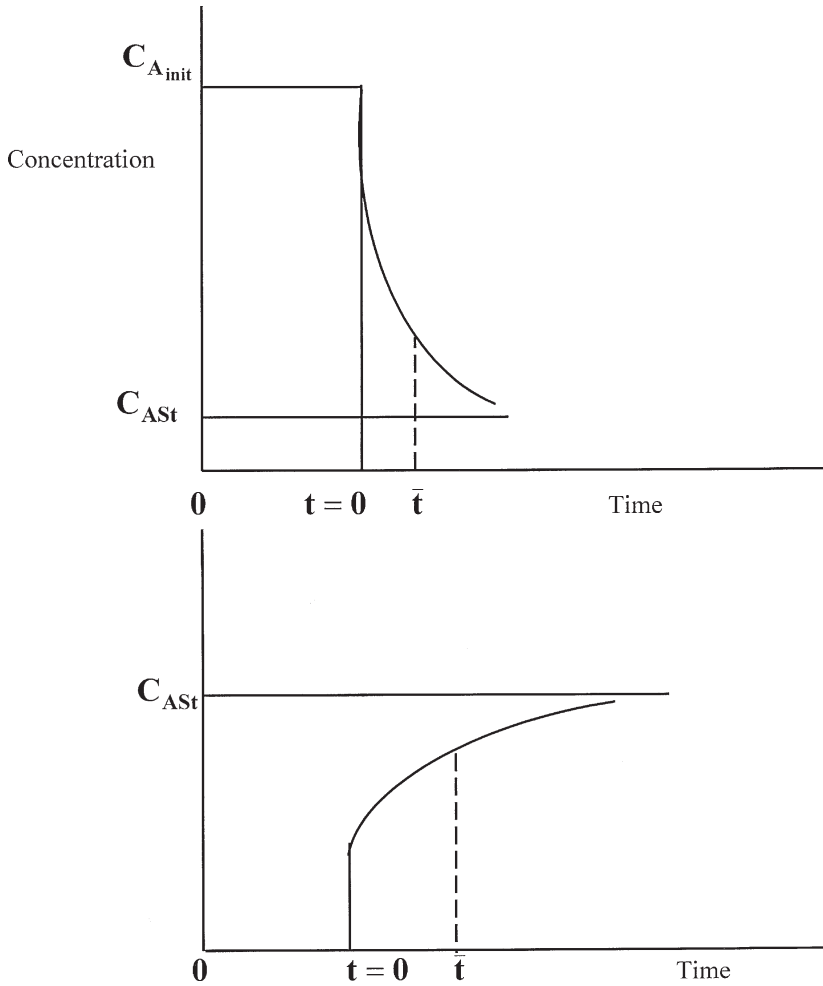 C_A_init
Concentration
C_ASt
0 t = 0 t̄ Time
C_ASt
0 t = 0 t̄ Time